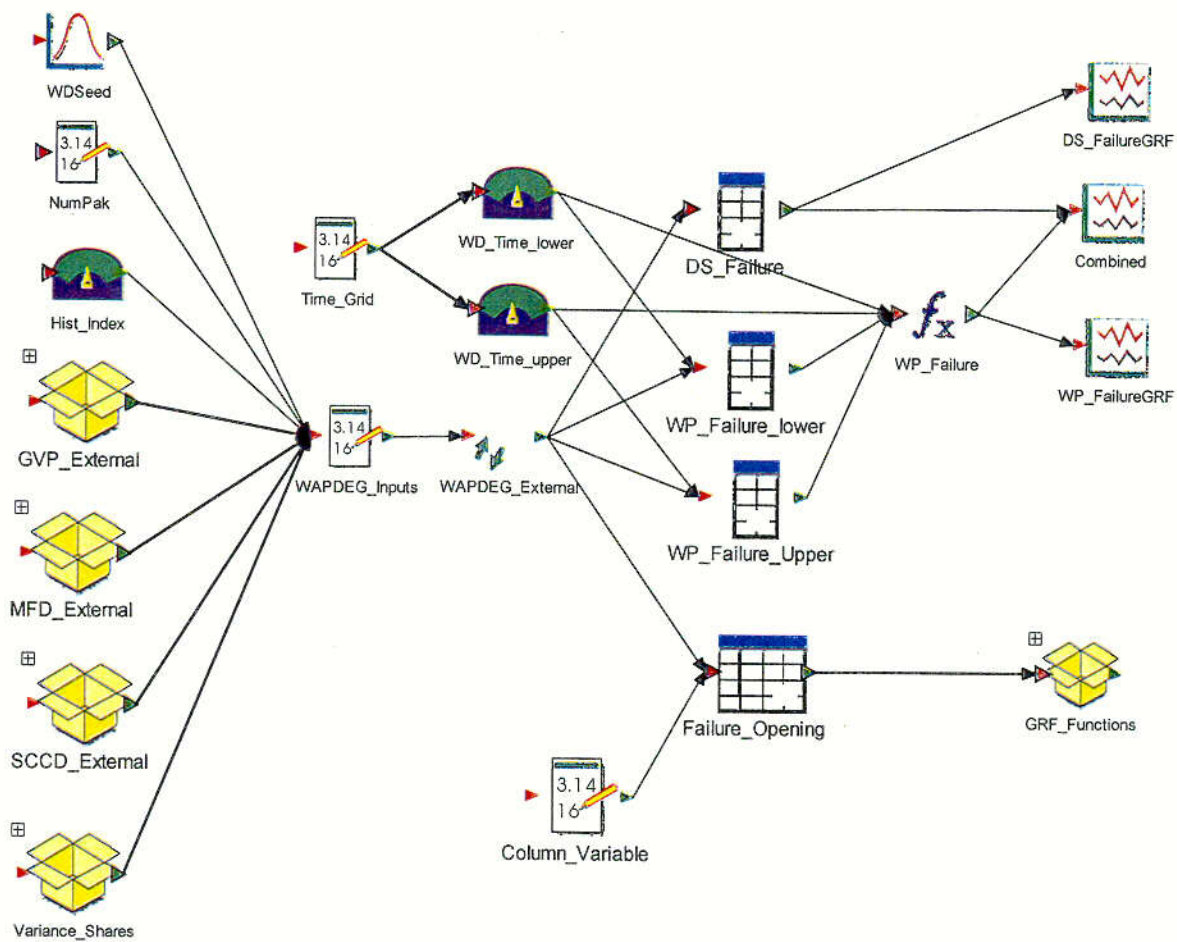 WDSeed
3.14
16
NumPak
Hist_Index
GVP_External
MFD_External
SCCD_External
Variance_Shares
3.14
16
Time_Grid
WD_Time_lower
WD_Time_upper
3.14
16
WAPDEG_Inputs
WAPDEG_External
DS_Failure
WP_Failure_lower
WP_Failure_Upper
Failure_Opening
3.14
16
Column_Variable
fx
WP_Failure
DS_FailureGRF
Combined
WP_FailureGRF
GRF_Functions